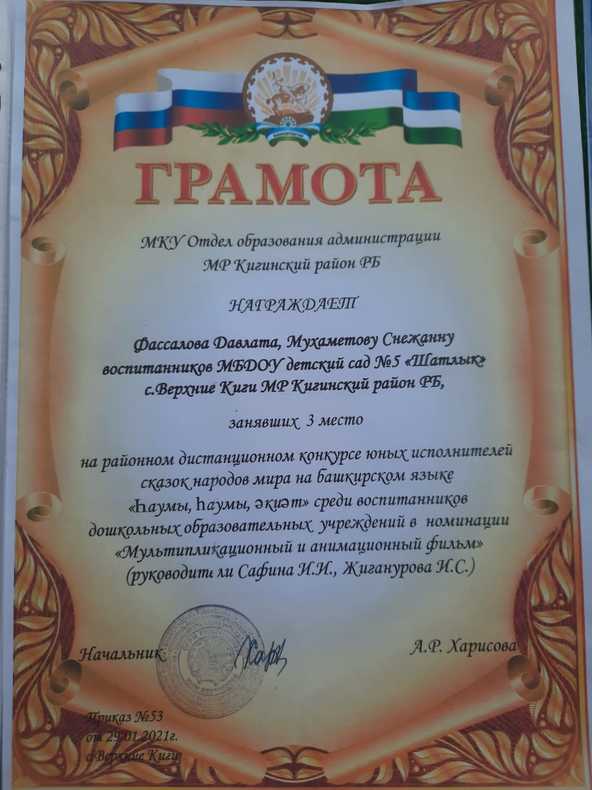 ГРАМОТА
МКУ Отдел образования администрации
МР Кигинский район РБ
НАГРАЖДАЕТ
Фассалова Давлата, Мухаметову Снежанну
воспитанников МБДОУ детский сад №5 «Шатлык»
с.Верхние Киги МР Кигинский район РБ,
занявших 3 место
на районном дистанционном конкурсе юных исполнителей
сказок народов мира на башкирском языке
«Һаумы, һаумы, әкиәт» среди воспитанников
дошкольных образовательных учреждений в номинации
«Мультипликационный и анимационный фильм»
(руководители Сафина И.И., Жиганурова И.С.)
Начальник А.Р. Харисова
Приказ №53
от 29.01.2021г.
с.Верхние Киги